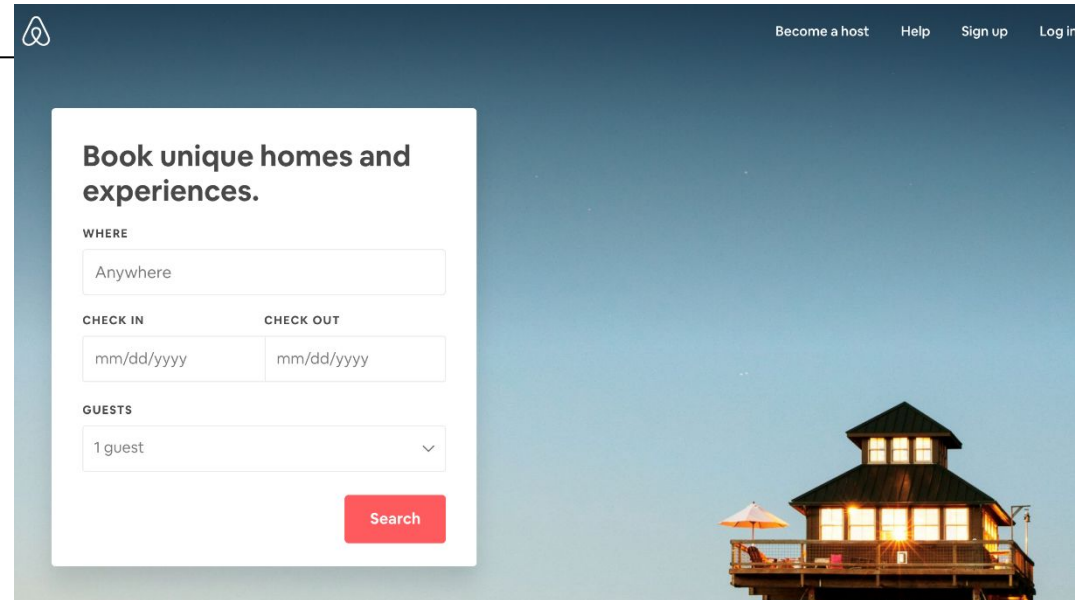 Become a host Help Sign up Log in
Book unique homes and
experiences.
WHERE
Anywhere
CHECK IN CHECK OUT
mm/dd/yyyy mm/dd/yyyy
GUESTS
1 guest
Search